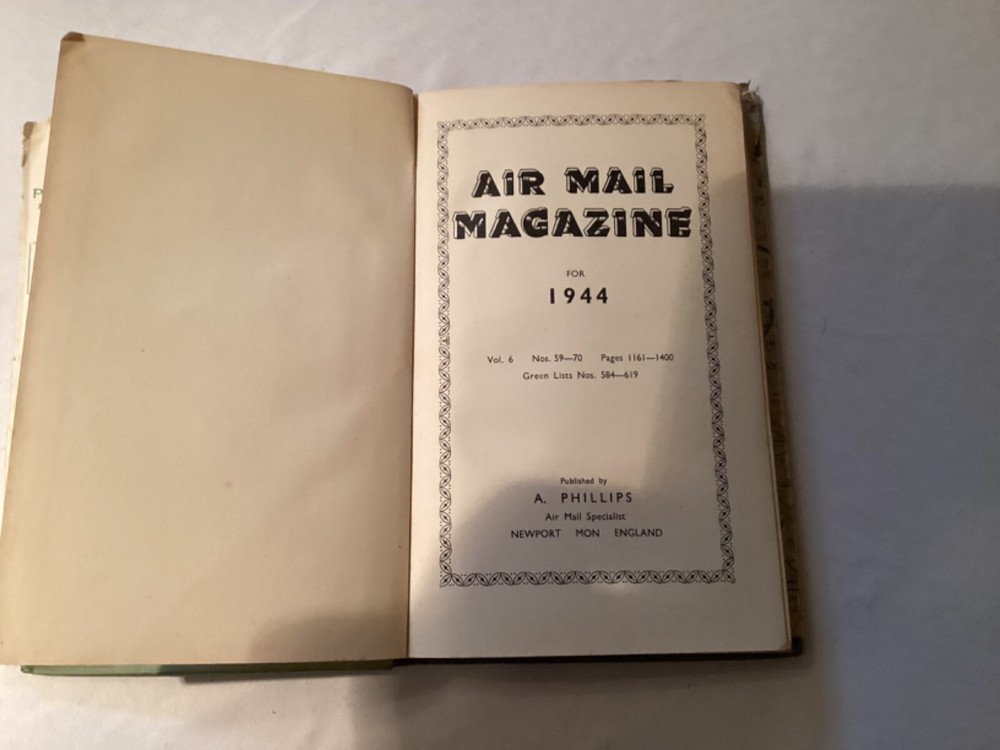 AIR MAIL
MAGAZINE
FOR
1944
Vol. 6 Nos. 59—70 Pages 1161—1400
Green Lists Nos. 584—619
Published by
A. PHILLIPS
Air Mail Specialist
NEWPORT MON ENGLAND